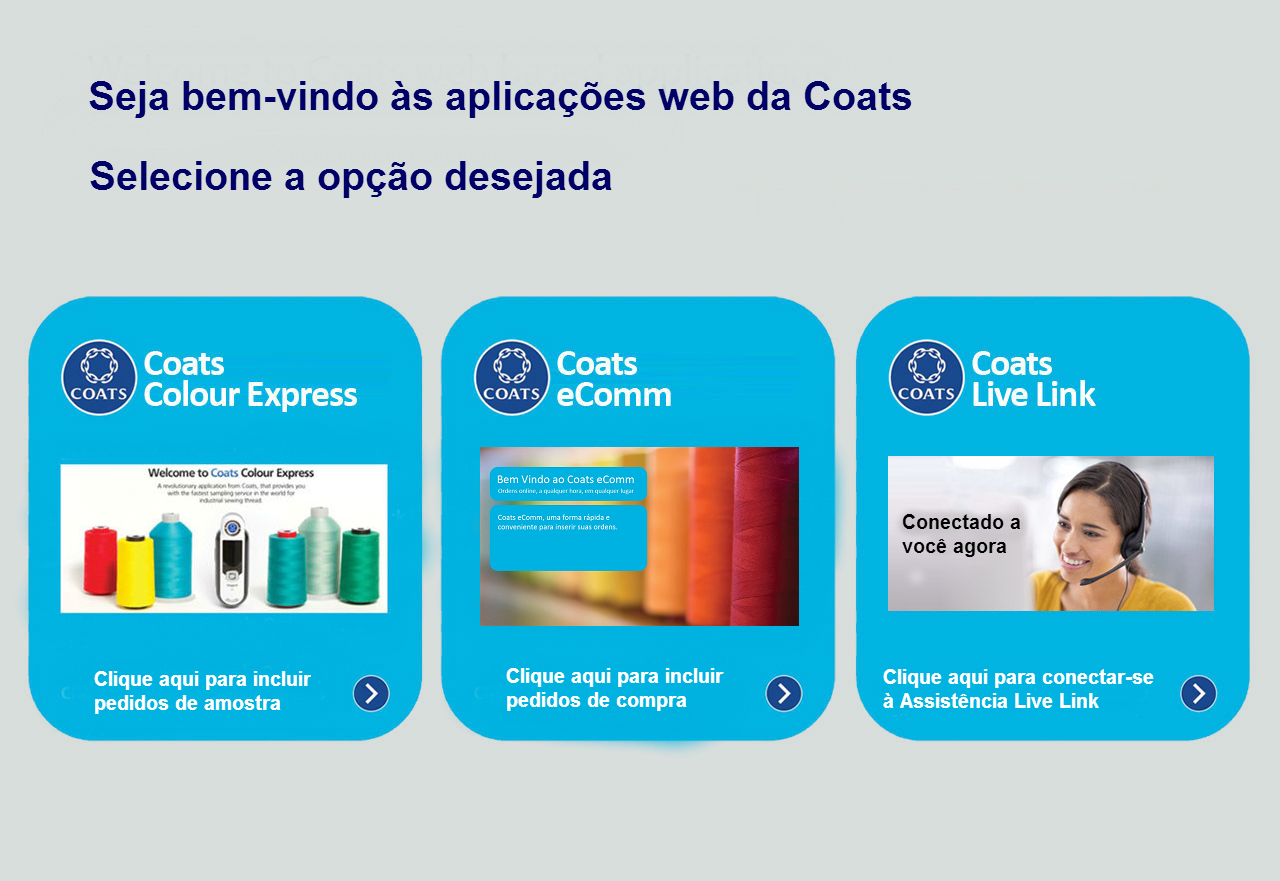 Seja bem-vindo às aplicações web da Coats
Selecione a opção desejada
COATS
Coats
Colour Express
Welcome to Coats Colour Express
A revolutionary application from Coats, that provides you
with the fastest sampling service in the world for
industrial sewing thread.
Clique aqui para incluir
pedidos de amostra
COATS
Coats
eComm
Bem Vindo ao Coats eComm
Ordens online, a qualquer hora, em qualquer lugar
Coats eComm, uma forma rápida e
conveniente para inserir suas ordens.
Clique aqui para incluir
pedidos de compra
COATS
Coats
Live Link
Conectado a
você agora
Clique aqui para conectar-se
à Assistência Live Link